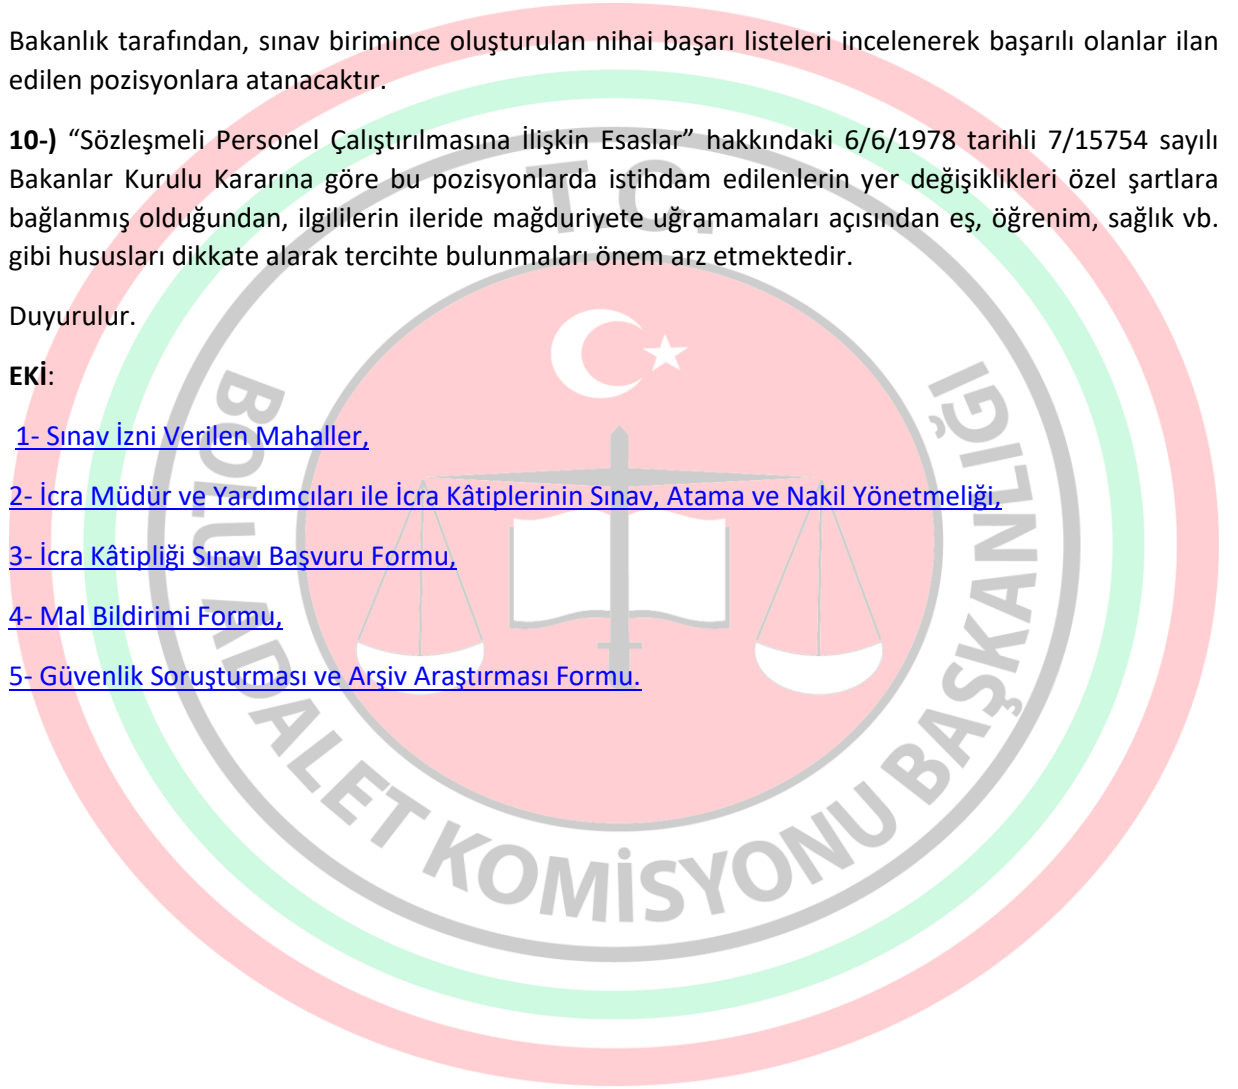 Bakanlık tarafından, sınav birimince oluşturulan nihai başarı listeleri incelenerek başarılı olanlar ilan
edilen pozisyonlara atanacaktır.
10-) “Sözleşmeli Personel Çalıştırılmasına İlişkin Esaslar” hakkındaki 6/6/1978 tarihli 7/15754 sayılı
Bakanlar Kurulu Kararına göre bu pozisyonlarda istihdam edilenlerin yer değişiklikleri özel şartlara
bağlanmış olduğundan, ilgililerin ileride mağduriyete uğramamaları açısından eş, öğrenim, sağlık vb.
gibi hususları dikkate alarak tercihte bulunmaları önem arz etmektedir.
Duyurulur.
EKİ:
1- Sınav İzni Verilen Mahaller,
2- İcra Müdür ve Yardımcıları ile İcra Kâtiplerinin Sınav, Atama ve Nakil Yönetmeliği,
3- İcra Kâtipliği Sınavı Başvuru Formu,
4- Mal Bildirimi Formu,
5- Güvenlik Soruşturması ve Arşiv Araştırması Formu.
T.C.
BOLU ADALET KOMİSYONU BAŞKANLIĞI